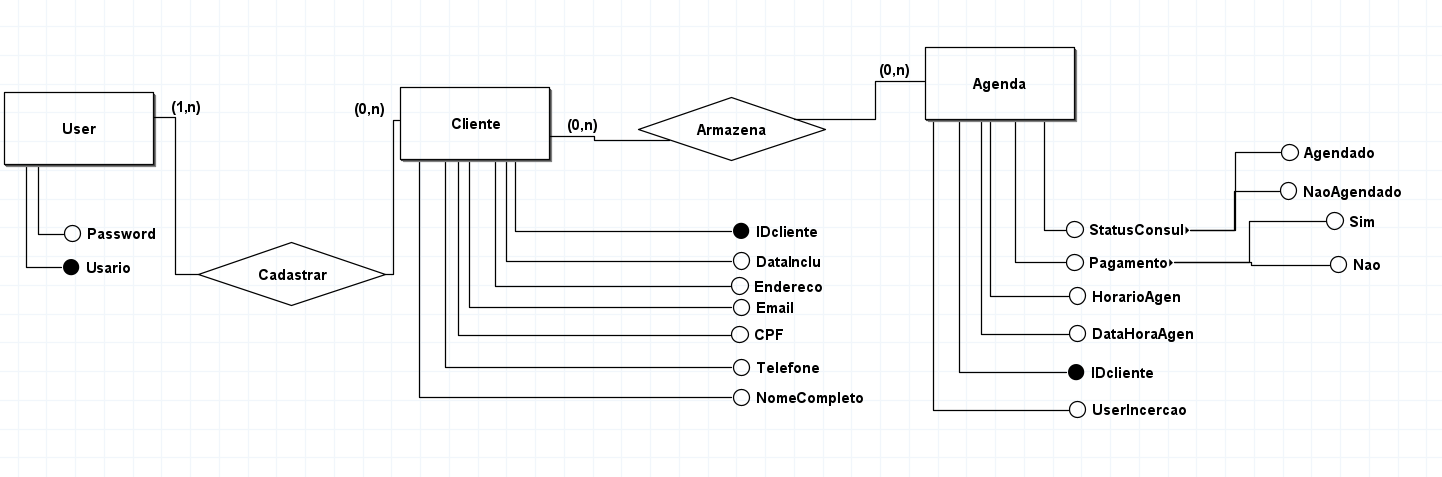 User
(1,n)
Password
Usario
Cadastrar
(0,n)
Cliente
(0,n)
IDcliente
DataInclu
Endereco
Email
CPF
Telefone
NomeCompleto
Armazena
(0,n)
Agenda
StatusConsul
Agendado
NaoAgendado
Pagamento
Sim
Nao
HorarioAgen
DataHoraAgen
IDcliente
UserIncercao